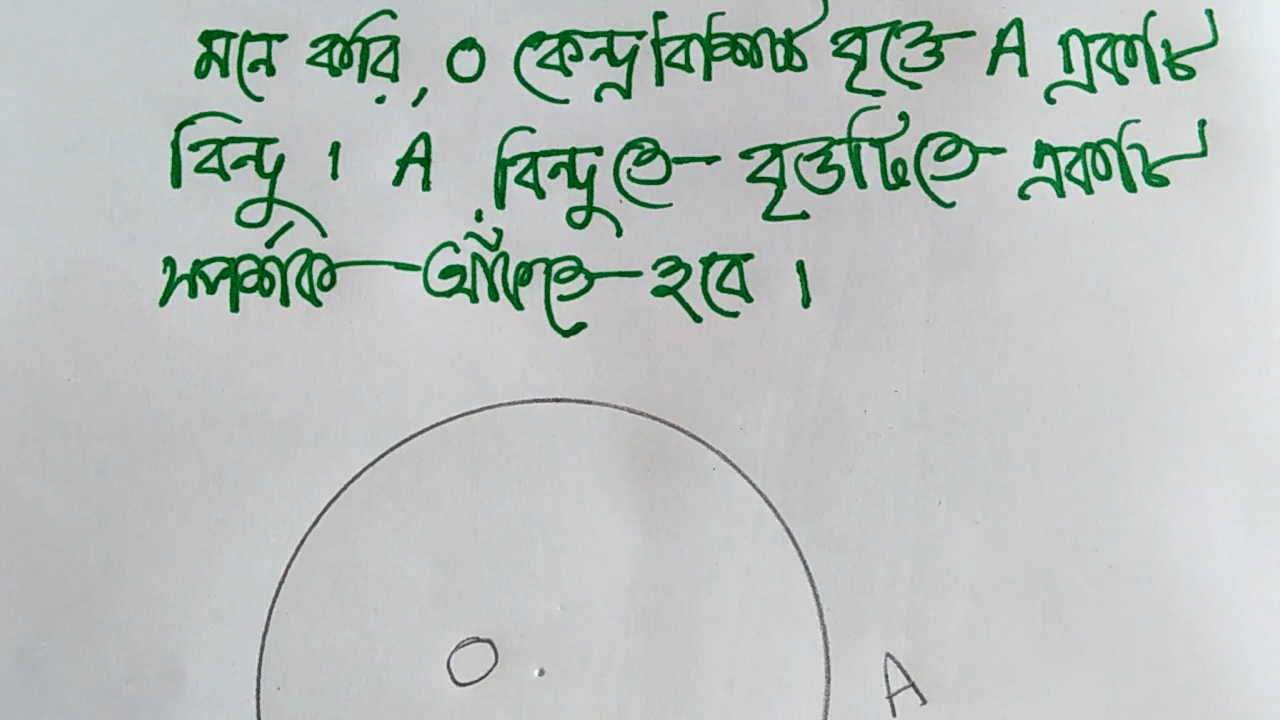 মনে করি, O কেন্দ্রবিশিষ্ট বৃত্তে A একটি
বিন্দু । A বিন্দুতে বৃত্তটিতে একটি
স্পর্শক আঁকতে হবে ।
O
A